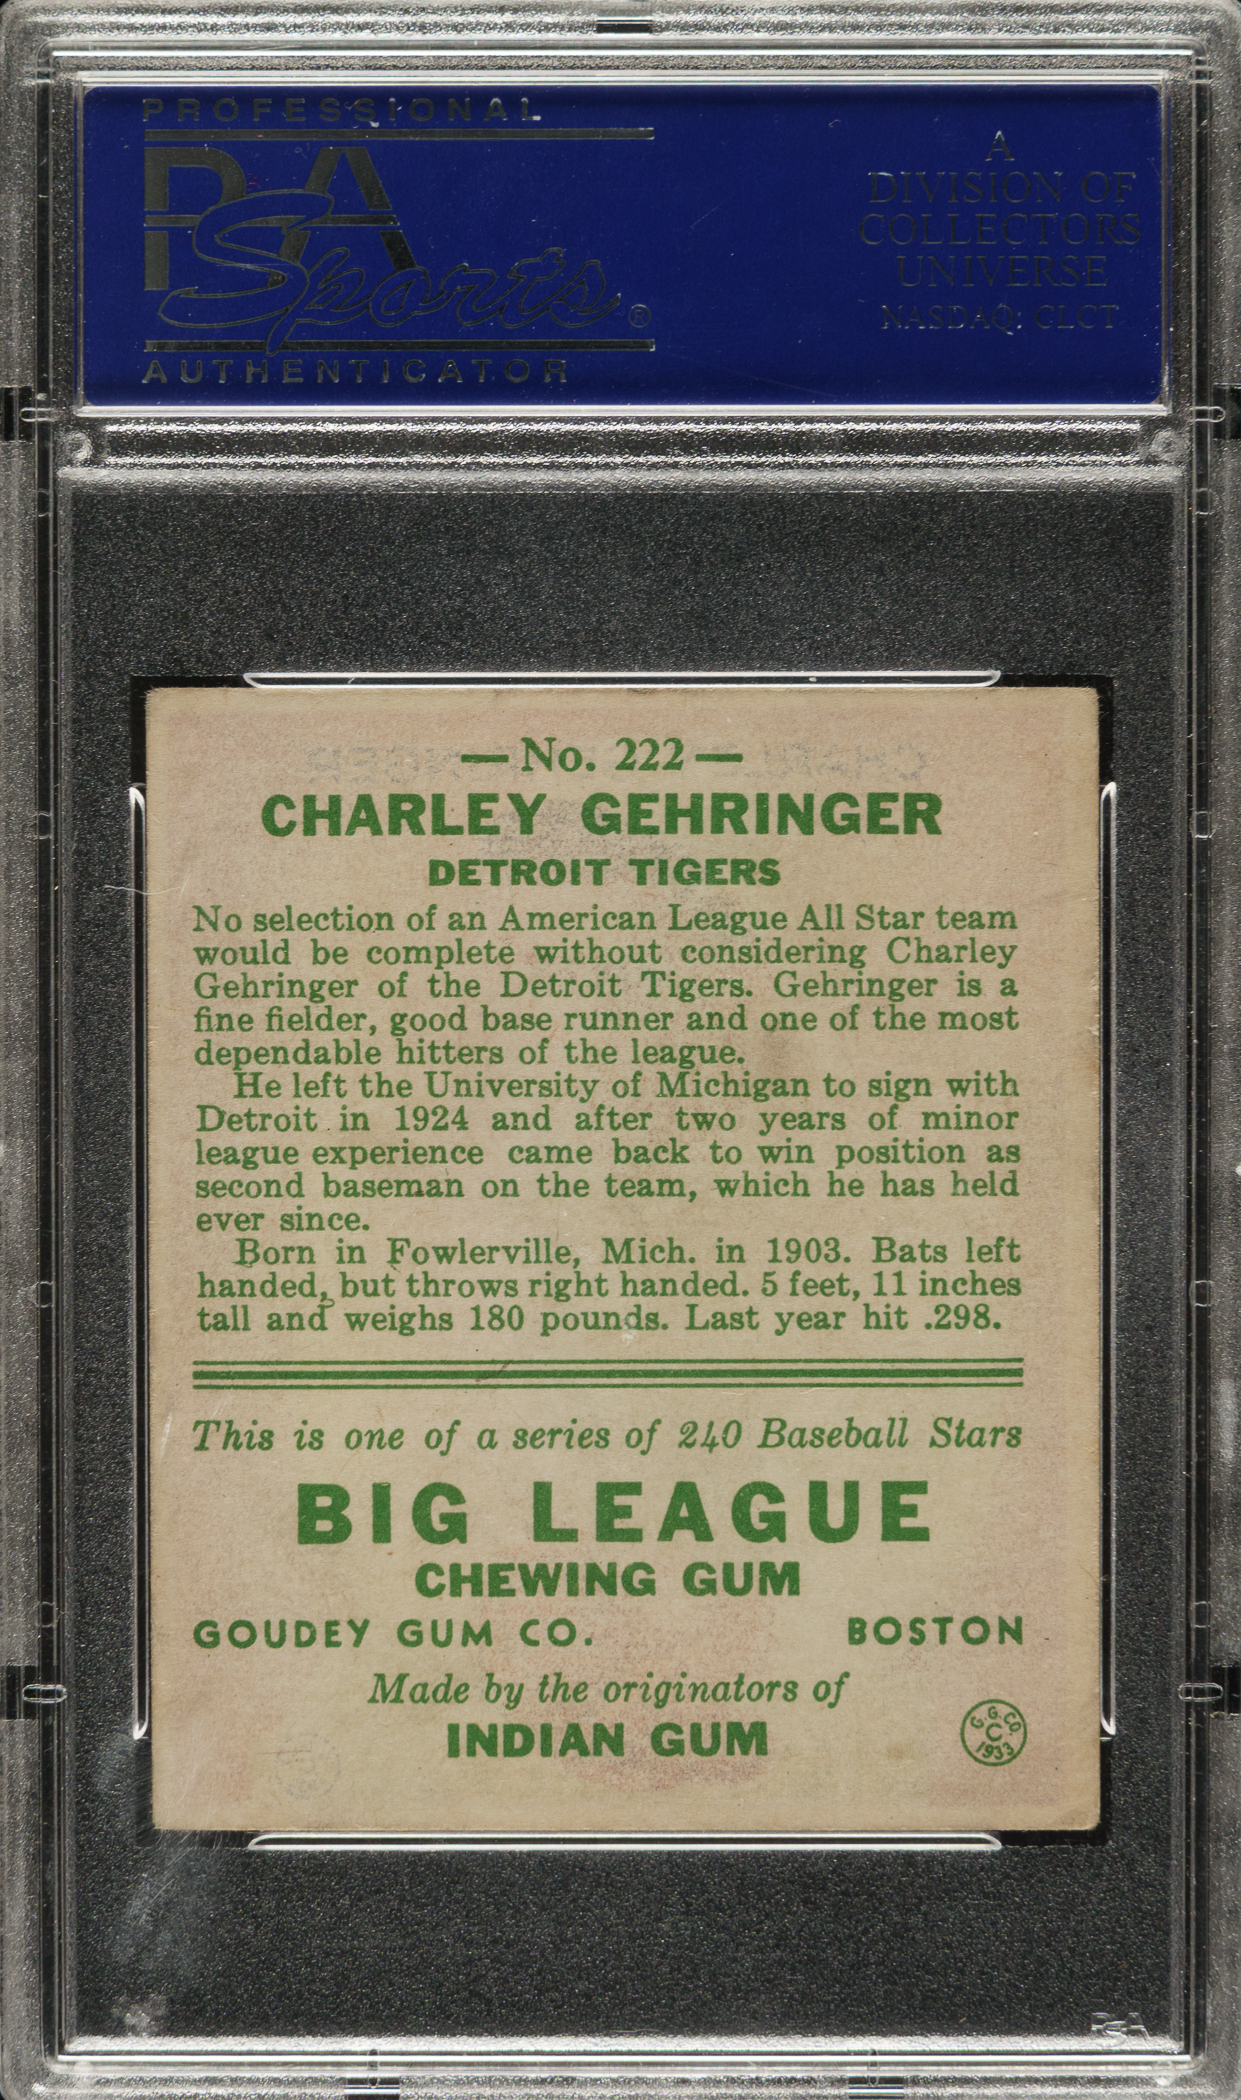 PROFESSIONAL
PSA
Sports®
AUTHENTICATOR
A
DIVISION OF
COLLECTORS
UNIVERSE
NASDAQ: CLCT
— No. 222 —
CHARLEY GEHRINGER
DETROIT TIGERS
No selection of an American League All Star team
would be complete without considering Charley
Gehringer of the Detroit Tigers. Gehringer is a
fine fielder, good base runner and one of the most
dependable hitters of the league.
He left the University of Michigan to sign with
Detroit in 1924 and after two years of minor
league experience came back to win position as
second baseman on the team, which he has held
ever since.
Born in Fowlerville, Mich. in 1903. Bats left
handed, but throws right handed. 5 feet, 11 inches
tall and weighs 180 pounds. Last year hit .298.
This is one of a series of 240 Baseball Stars
BIG LEAGUE
CHEWING GUM
GOUDEY GUM CO. BOSTON
Made by the originators of
INDIAN GUM
G.G.CO.
C
1933
PSA